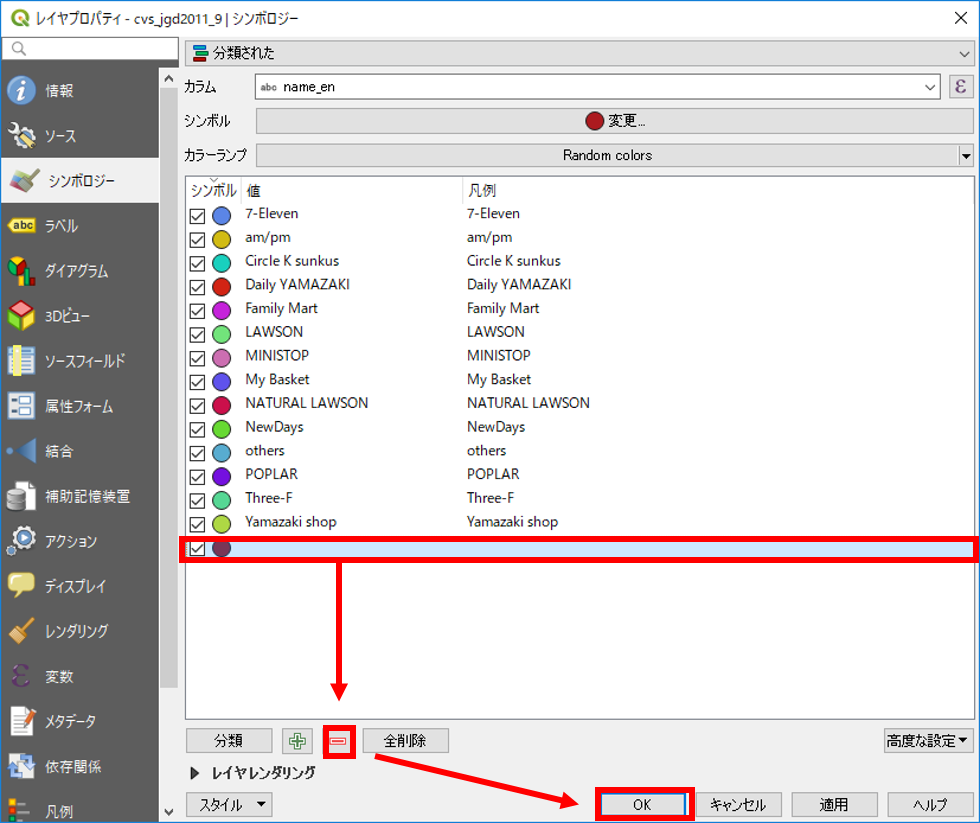 レイヤプロパティ - cvs_jgd2011_9 | シンボロジー
情報
ソース
シンボロジー
abc ラベル
ダイアグラム
3Dビュー
ソースフィールド
属性フォーム
結合
補助記憶装置
アクション
ディスプレイ
レンダリング
変数
メタデータ
依存関係
凡例
分類された
カラム abc name_en ε
シンボル 変更...
カラーランプ Random colors
シンボル 値 凡例
7-Eleven 7-Eleven
am/pm am/pm
Circle K sunkus Circle K sunkus
Daily YAMAZAKI Daily YAMAZAKI
Family Mart Family Mart
LAWSON LAWSON
MINISTOP MINISTOP
My Basket My Basket
NATURAL LAWSON NATURAL LAWSON
NewDays NewDays
others others
POPLAR POPLAR
Three-F Three-F
Yamazaki shop Yamazaki shop
分類 全削除 高度な設定
レイヤレンダリング
スタイル OK キャンセル 適用 ヘルプ